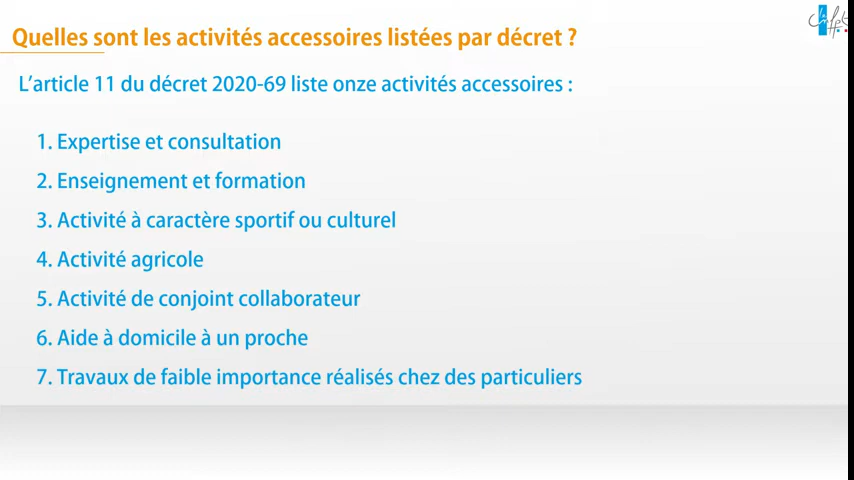 Quelles sont les activités accessoires listées par décret ?
L’article 11 du décret 2020-69 liste onze activités accessoires :
1. Expertise et consultation
2. Enseignement et formation
3. Activité à caractère sportif ou culturel
4. Activité agricole
5. Activité de conjoint collaborateur
6. Aide à domicile à un proche
7. Travaux de faible importance réalisés chez des particuliers